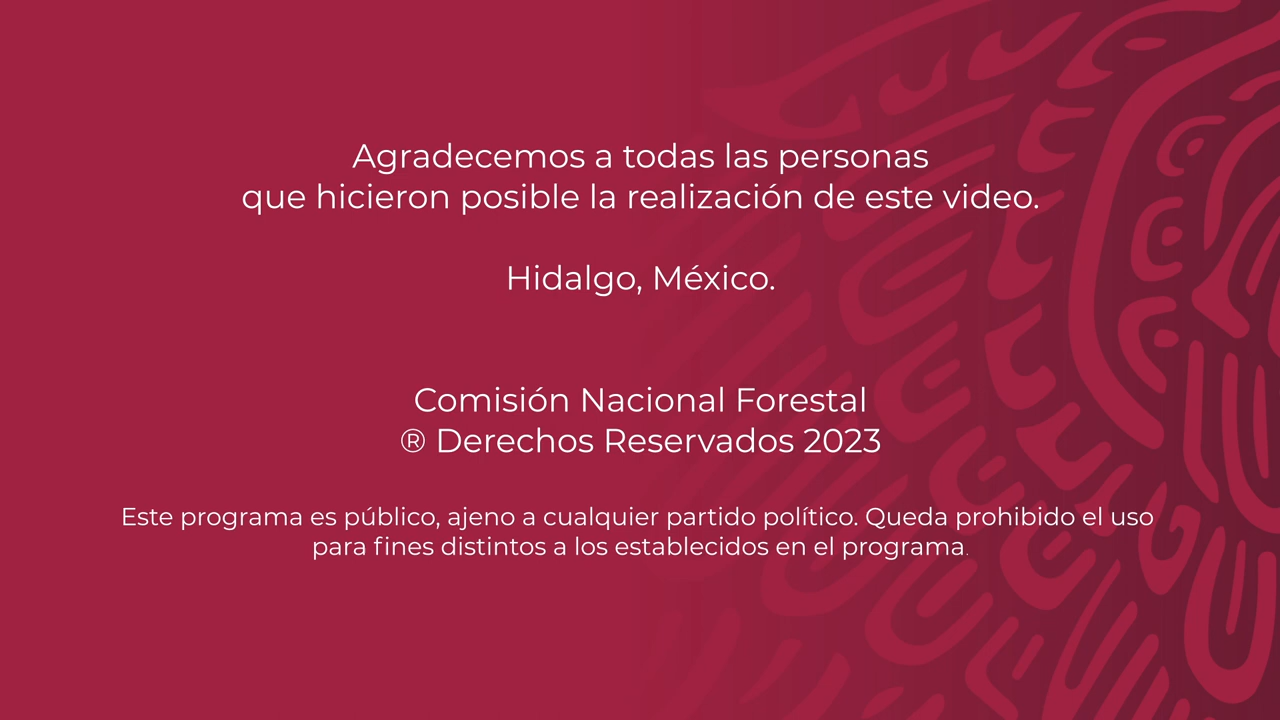 Agradecemos a todas las personas
que hicieron posible la realización de este video.
Hidalgo, México.
Comisión Nacional Forestal
® Derechos Reservados 2023
Este programa es público, ajeno a cualquier partido político. Queda prohibido el uso
para fines distintos a los establecidos en el programa.